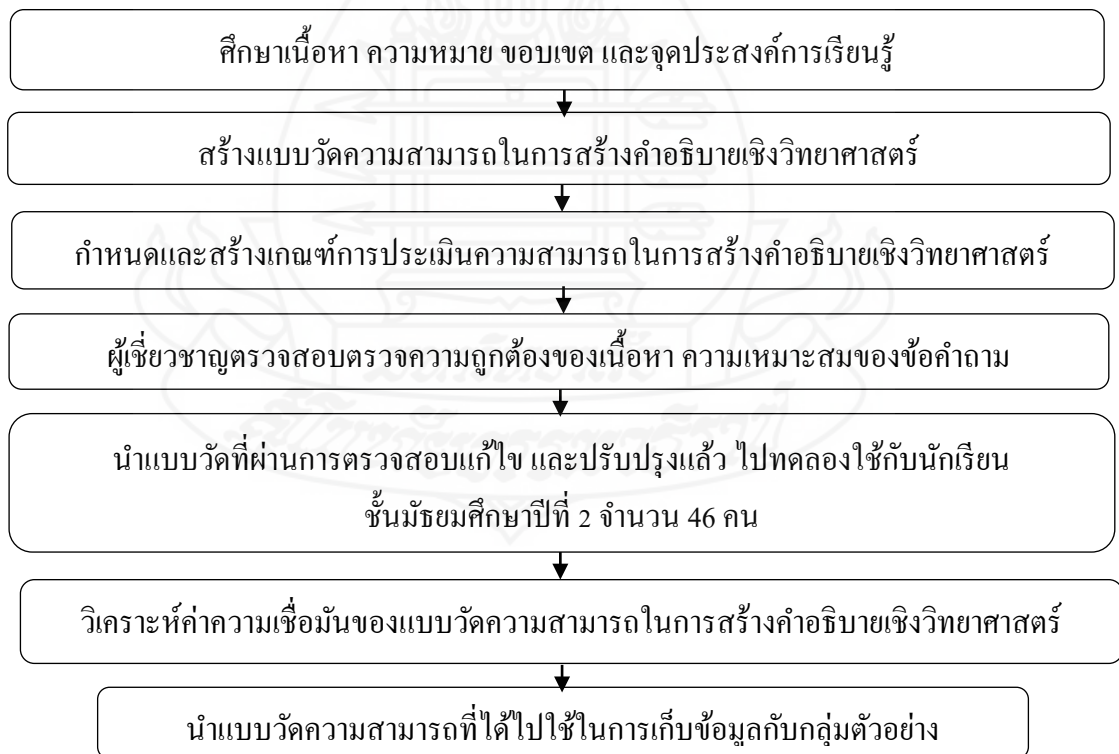 ศึกษาเนื้อหา ความหมาย ขอบเขต และจุดประสงค์การเรียนรู้
สร้างแบบวัดความสามารถในการสร้างคำอธิบายเชิงวิทยาศาสตร์
กำหนดและสร้างเกณฑ์การประเมินความสามารถในการสร้างคำอธิบายเชิงวิทยาศาสตร์
ผู้เชี่ยวชาญตรวจสอบตรวจความถูกต้องของเนื้อหา ความเหมาะสมของข้อคำถาม
นำแบบวัดที่ผ่านการตรวจสอบแก้ไข และปรับปรุงแล้ว ไปทดลองใช้กับนักเรียน
ชั้นมัธยมศึกษาปีที่ 2 จำนวน 46 คน
วิเคราะห์ค่าความเชื่อมันของแบบวัดความสามารถในการสร้างคำอธิบายเชิงวิทยาศาสตร์
นำแบบวัดความสามารถที่ได้ไปใช้ในการเก็บข้อมูลกับกลุ่มตัวอย่าง